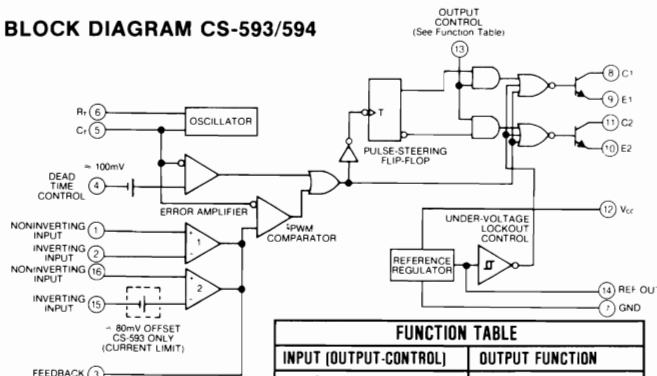 BLOCK DIAGRAM CS-593/594
OUTPUT
CONTROL
(See Function Table)
13
8 C1
9 E1
11 C2
10 E2
RT 6
CT 5
OSCILLATOR
T
PULSE-STEERING
FLIP-FLOP
≈ 100mV
DEAD
TIME
CONTROL
4
ERROR AMPLIFIER
PWM
COMPARATOR
NONINVERTING
INPUT
1
INVERTING
INPUT
2
NONINVERTING
INPUT
16
INVERTING
INPUT
15
+
-
1
+
-
2
12 Vcc
UNDER-VOLTAGE
LOCKOUT
CONTROL
REFERENCE
REGULATOR
14 REF OUT
7 GND
~ 80mV OFFSET
CS-593 ONLY
(CURRENT LIMIT)
FEEDBACK 3
FUNCTION TABLE
INPUT (OUTPUT-CONTROL)
OUTPUT FUNCTION